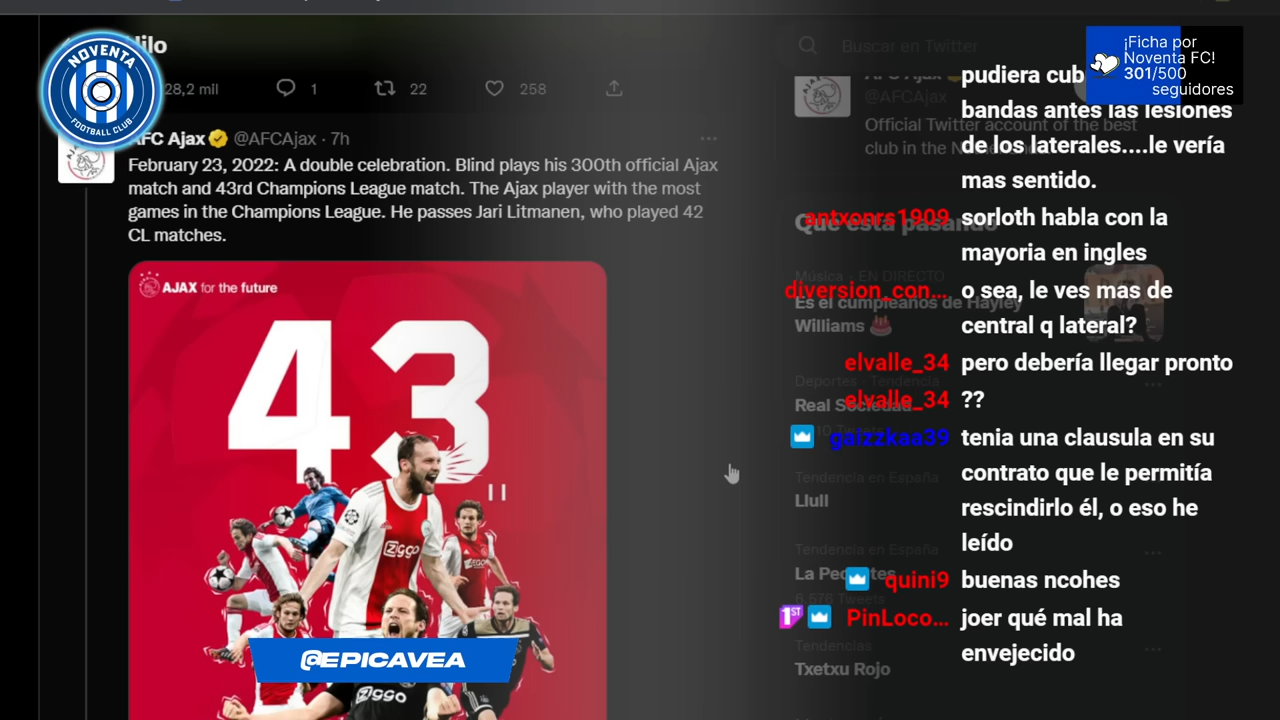 Hilo
28,2 mil
1
22
258
NOVENTA
FOOTBALL CLUB
AFC Ajax @AFCAjax · 7h
February 23, 2022: A double celebration. Blind plays his 300th official Ajax
match and 43rd Champions League match. The Ajax player with the most
games in the Champions League. He passes Jari Litmanen, who played 42
CL matches.
AJAX for the future
43
ziggo
ziggo
@EPICAVEA
Buscar en Twitter
AFC Ajax
@AFCAjax
Official Twitter account of the best
club in the
Qué está pasando
Música · EN DIRECTO
Es el cumpleaños de Hayley
Williams
Deportes · Tendencia
Real Sociedad
Tendencia en España
Llull
Tendencia en España
La Pec
6.576 Tweets
Tendencias
Txetxu Rojo
¡Ficha por
Noventa FC!
301/500
seguidores
pudiera cub
bandas antes las lesiones
de los laterales....le vería
mas sentido.
antxonrs1909 sorloth habla con la
mayoria en ingles
diversion_con... o sea, le ves mas de
central q lateral?
elvalle_34 pero debería llegar pronto
elvalle_34 ??
gaizzkaa39 tenia una clausula en su
contrato que le permitía
rescindirlo él, o eso he
leído
quini9 buenas ncohes
1ST PinLoco... joer qué mal ha
envejecido